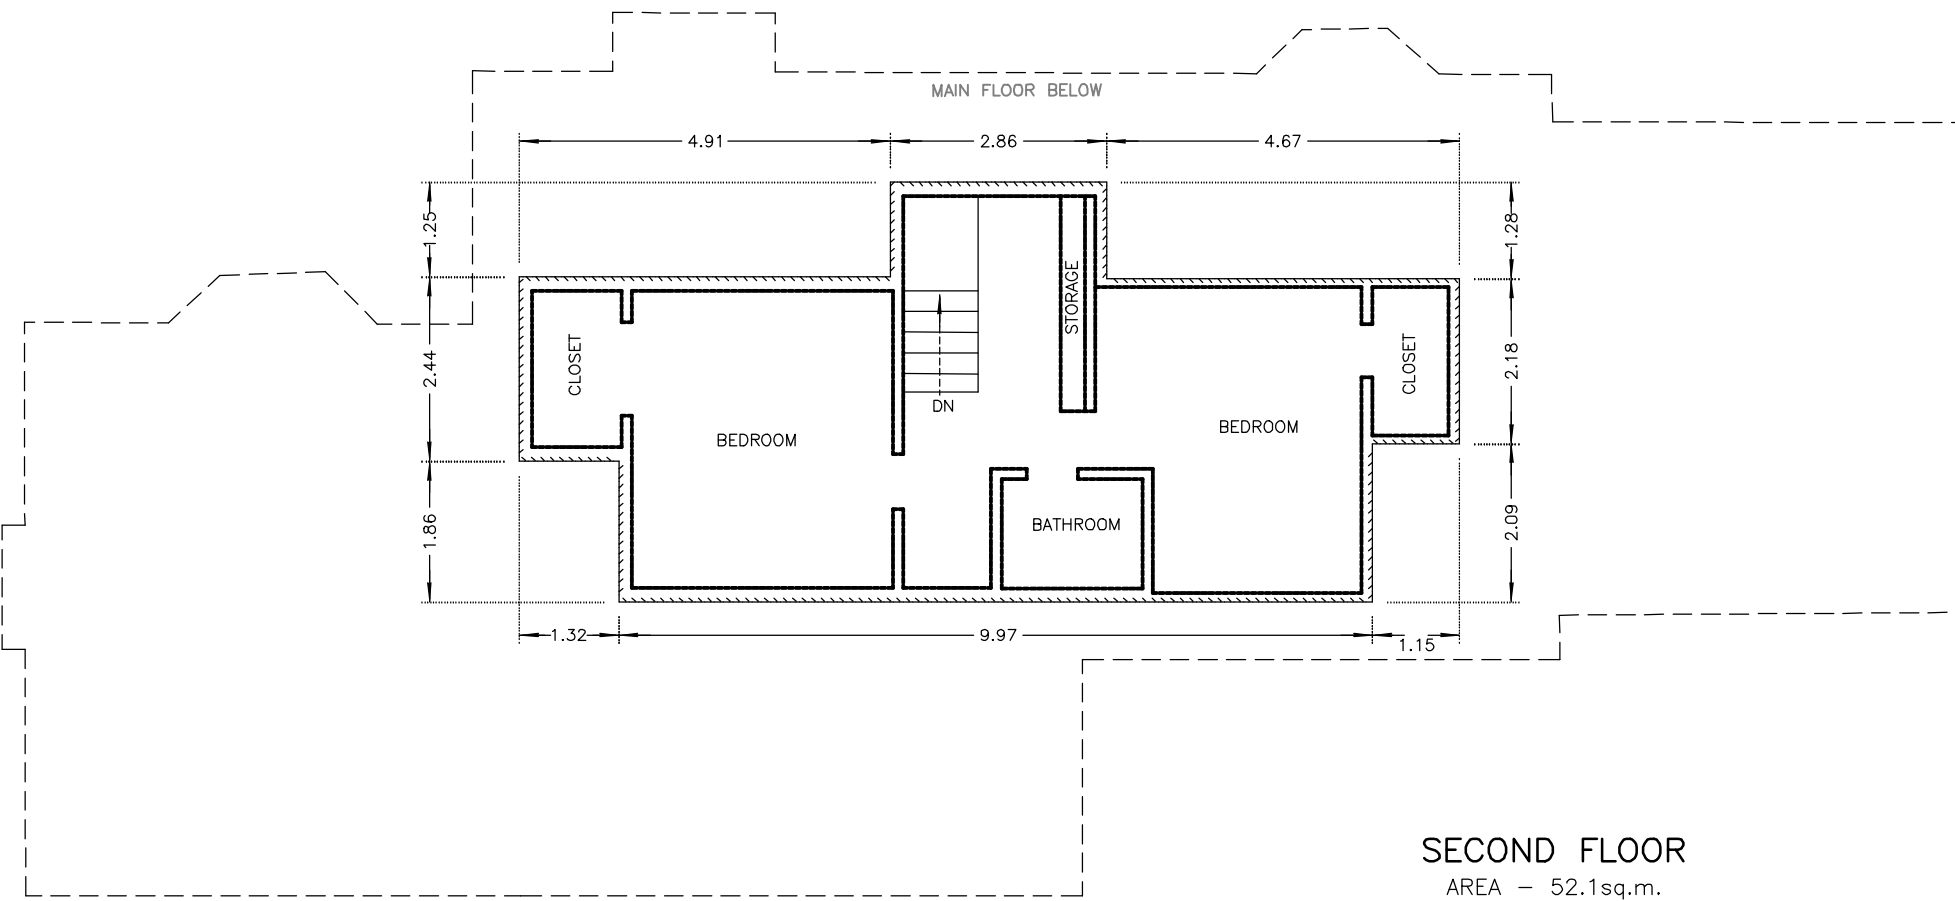 MAIN FLOOR BELOW
4.91
2.86
4.67
1.25
1.28
STORAGE
CLOSET
2.44
2.18
CLOSET
DN
BEDROOM
BEDROOM
BATHROOM
1.86
2.09
1.32
9.97
1.15
SECOND FLOOR
AREA - 52.1sq.m.